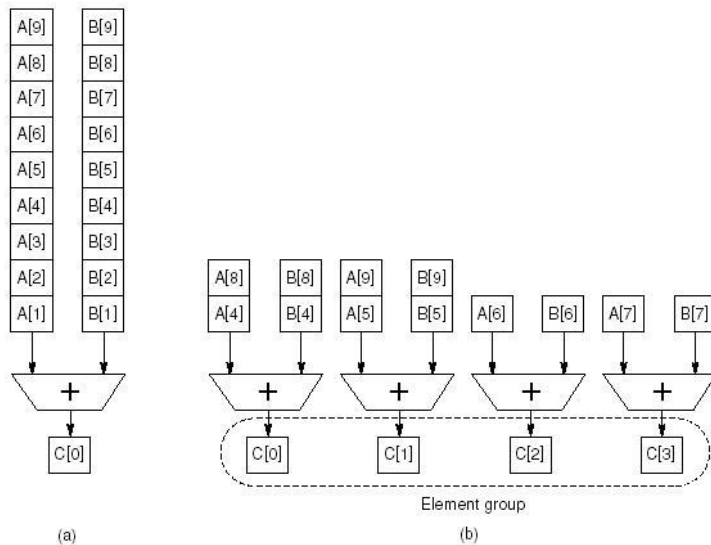 A[9] B[9]
A[8] B[8]
A[7] B[7]
A[6] B[6]
A[5] B[5]
A[4] B[4]
A[3] B[3]
A[2] B[2]
A[1] B[1]
+
C[0]
(a)
A[8] B[8] A[9] B[9]
A[4] B[4] A[5] B[5] A[6] B[6] A[7] B[7]
+ + + +
C[0] C[1] C[2] C[3]
Element group
(b)